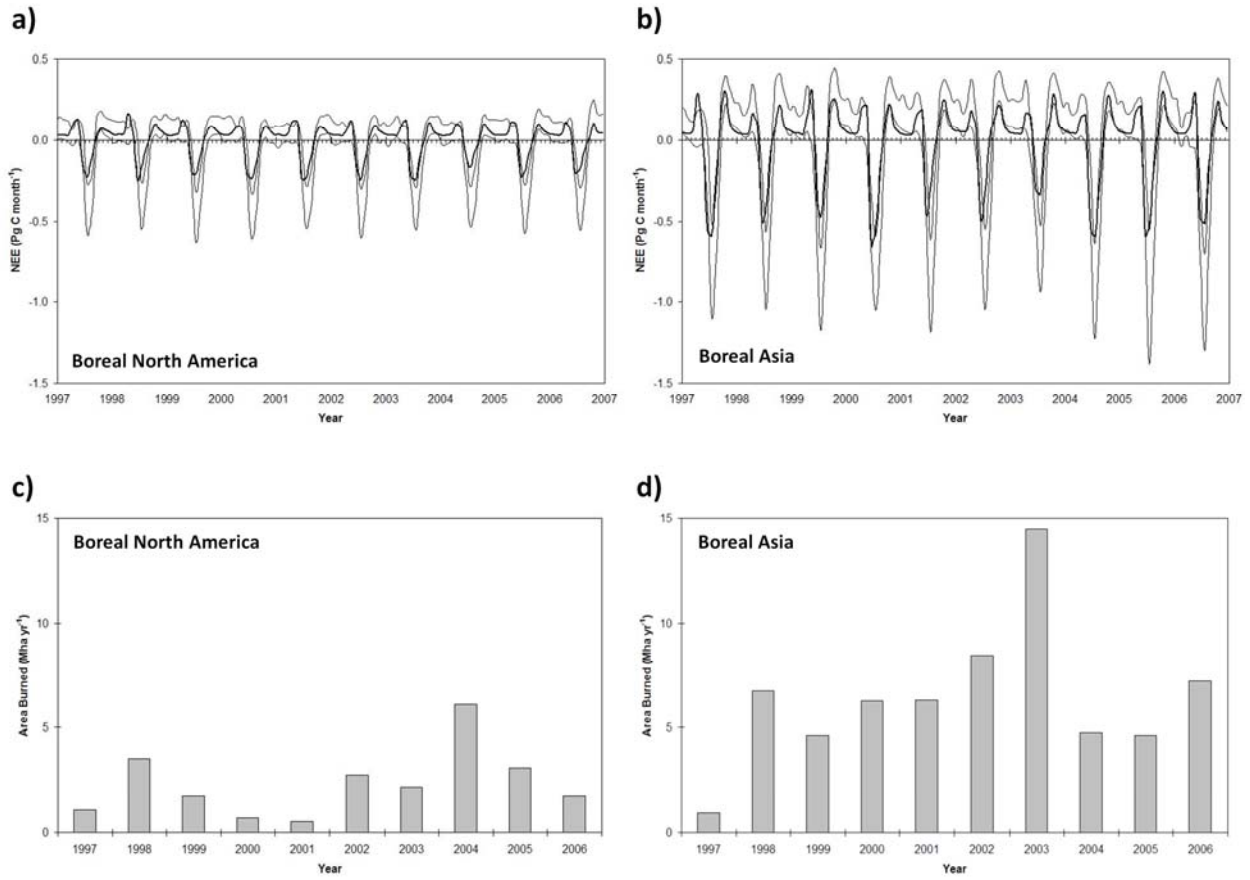 a)
0.5
0.0
-0.5
-1.0
-1.5
NEE (Pg C month⁻¹)
Boreal North America
1997 1998 1999 2000 2001 2002 2003 2004 2005 2006 2007
Year
b)
0.5
0.0
-0.5
-1.0
-1.5
NEE (Pg C month⁻¹)
Boreal Asia
1997 1998 1999 2000 2001 2002 2003 2004 2005 2006 2007
Year
c)
15
10
5
0
Area Burned (Mha yr⁻¹)
Boreal North America
1997 1998 1999 2000 2001 2002 2003 2004 2005 2006
Year
d)
15
10
5
0
Area Burned (Mha yr⁻¹)
Boreal Asia
1997 1998 1999 2000 2001 2002 2003 2004 2005 2006
Year